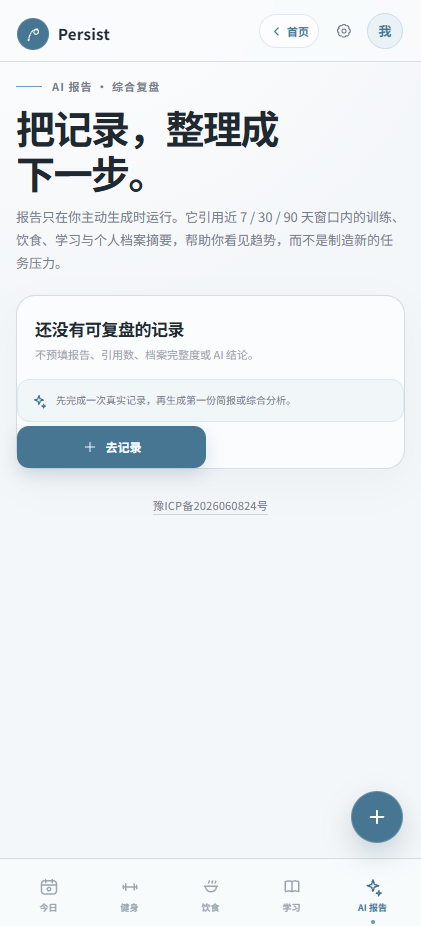 Persist
首页
我
AI 报告 · 综合复盘
把记录，整理成
下一步。
报告只在你主动生成时运行。它引用近 7 / 30 / 90 天窗口内的训练、
饮食、学习与个人档案摘要，帮助你看见趋势，而不是制造新的任
务压力。
还没有可复盘的记录
不预填报告、引用数、档案完整度或 AI 结论。
先完成一次真实记录，再生成第一份简报或综合分析。
去记录
豫ICP备2026060824号
今日
健身
饮食
学习
AI 报告